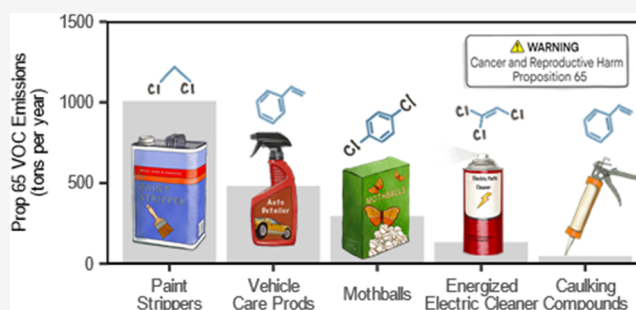 1500
1000
500
0
Prop 65 VOC Emissions
(tons per year)
WARNING
Cancer and Reproductive Harm
Proposition 65
Cl Cl
Cl
Cl
Cl Cl
Cl
PAINT
STRIPPER
Auto
Detailer
MOTHBALLS
Electric Parts
Cleaner
Paint
Strippers
Vehicle
Care Prods
Mothballs
Energized
Electric Cleaner
Caulking
Compounds